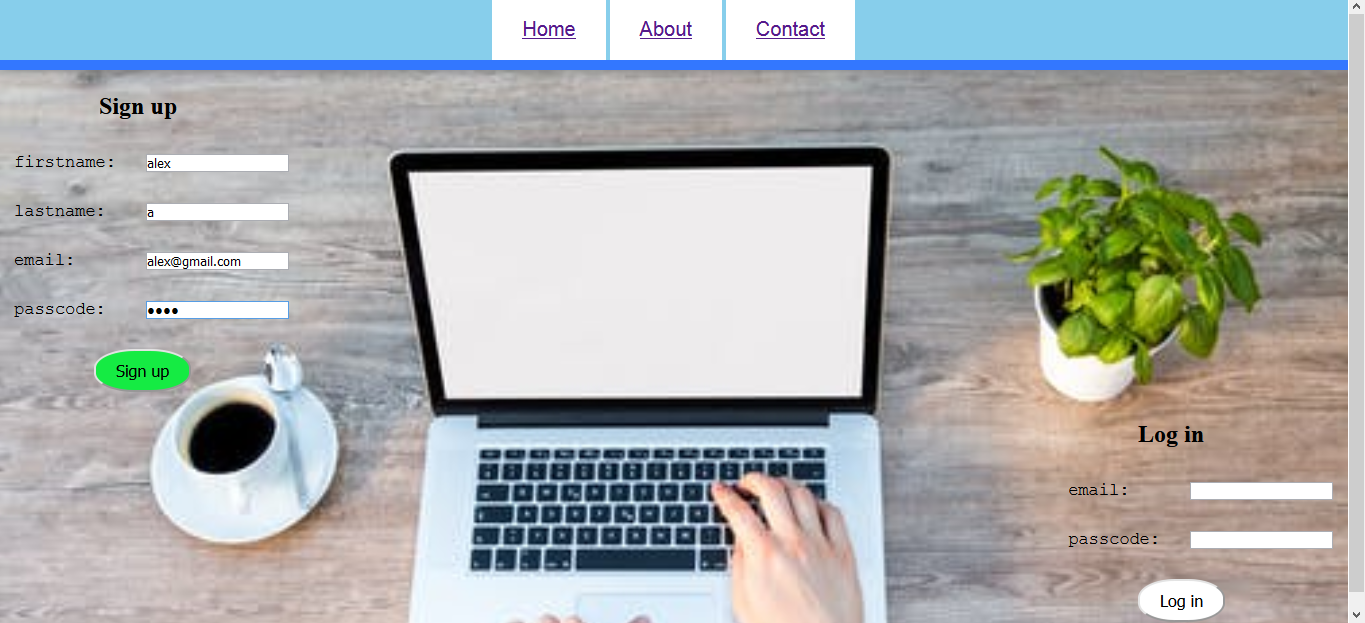 Home About Contact
Sign up
firstname: alex
lastname: a
email: alex@gmail.com
passcode: ••••
Sign up
Log in
email:
passcode:
Log in